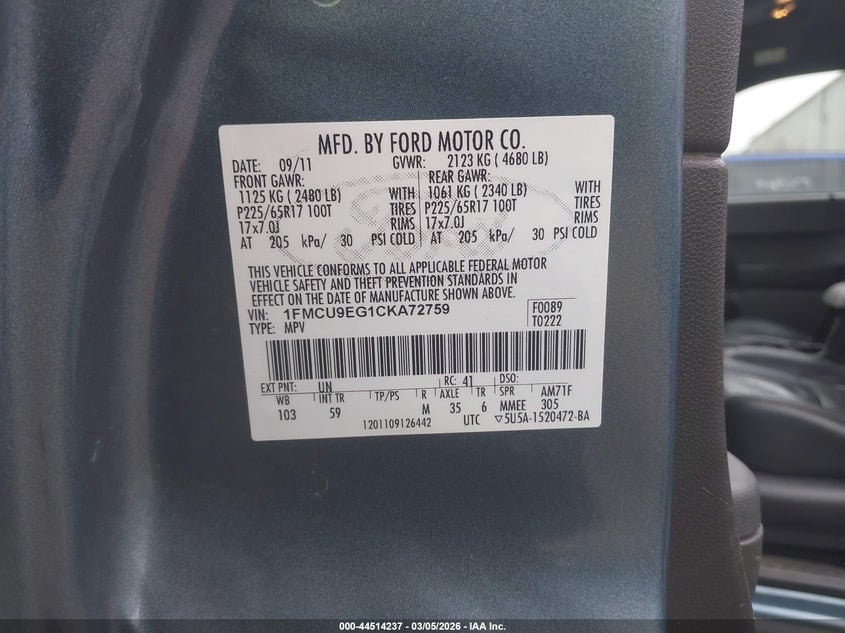 MFD. BY FORD MOTOR CO.
DATE: 09/11 GVWR: 2123 KG ( 4680 LB)
FRONT GAWR: REAR GAWR:
1125 KG ( 2480 LB) WITH 1061 KG ( 2340 LB) WITH
P225/65R17 100T TIRES P225/65R17 100T TIRES
17x7.0J RIMS 17x7.0J RIMS
AT 205 kPa/ 30 PSI COLD AT 205 kPa/ 30 PSI COLD
THIS VEHICLE CONFORMS TO ALL APPLICABLE FEDERAL MOTOR
VEHICLE SAFETY AND THEFT PREVENTION STANDARDS IN
EFFECT ON THE DATE OF MANUFACTURE SHOWN ABOVE.
VIN: 1FMCU9EG1CKA72759 F0089
TYPE: MPV T0222
EXT PNT: UN RC: 41 DSO:
WB INT TR TP/PS R AXLE TR SPR AM71F
103 59 M 35 6 MMEE 305
1201109126442 UTC ▽5U5A-1520472-BA
000-44514237 - 03/05/2026 - IAA Inc.